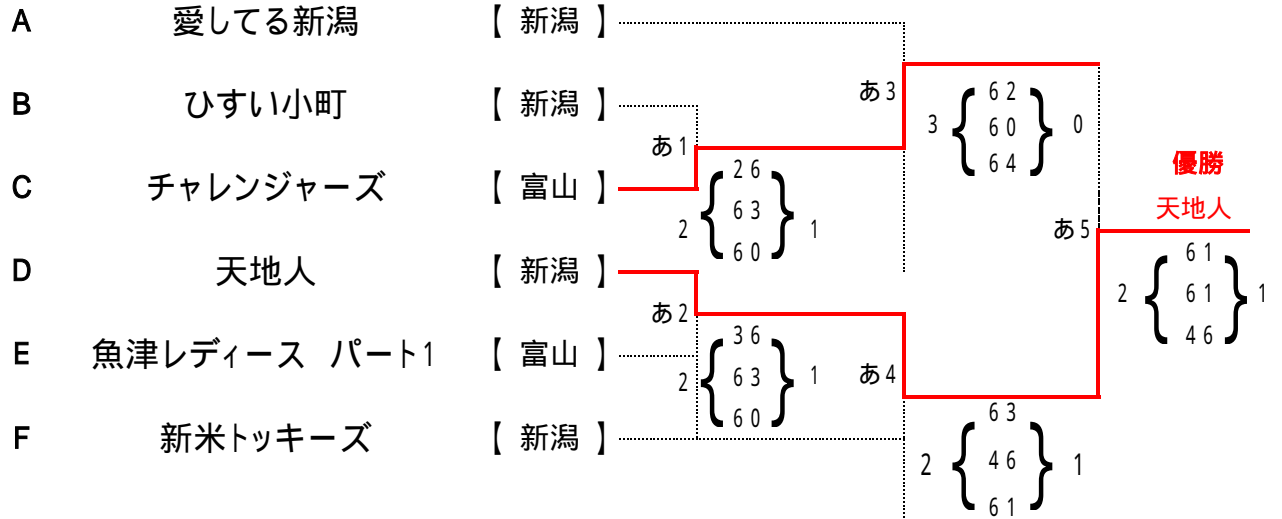 A 愛してる新潟 【 新潟 】
B ひすい小町 【 新潟 】
C チャレンジャーズ 【 富山 】
D 天地人 【 新潟 】
E 魚津レディース パート1 【 富山 】
F 新米トッキーズ 【 新潟 】
あ1
2 { 26 } 1
63
60
あ2
2 { 36 } 1
63
60
あ3
3 { 62 } 0
60
64
あ4
2 { 63 } 1
46
61
あ5
優勝
天地人
2 { 61 } 1
61
46